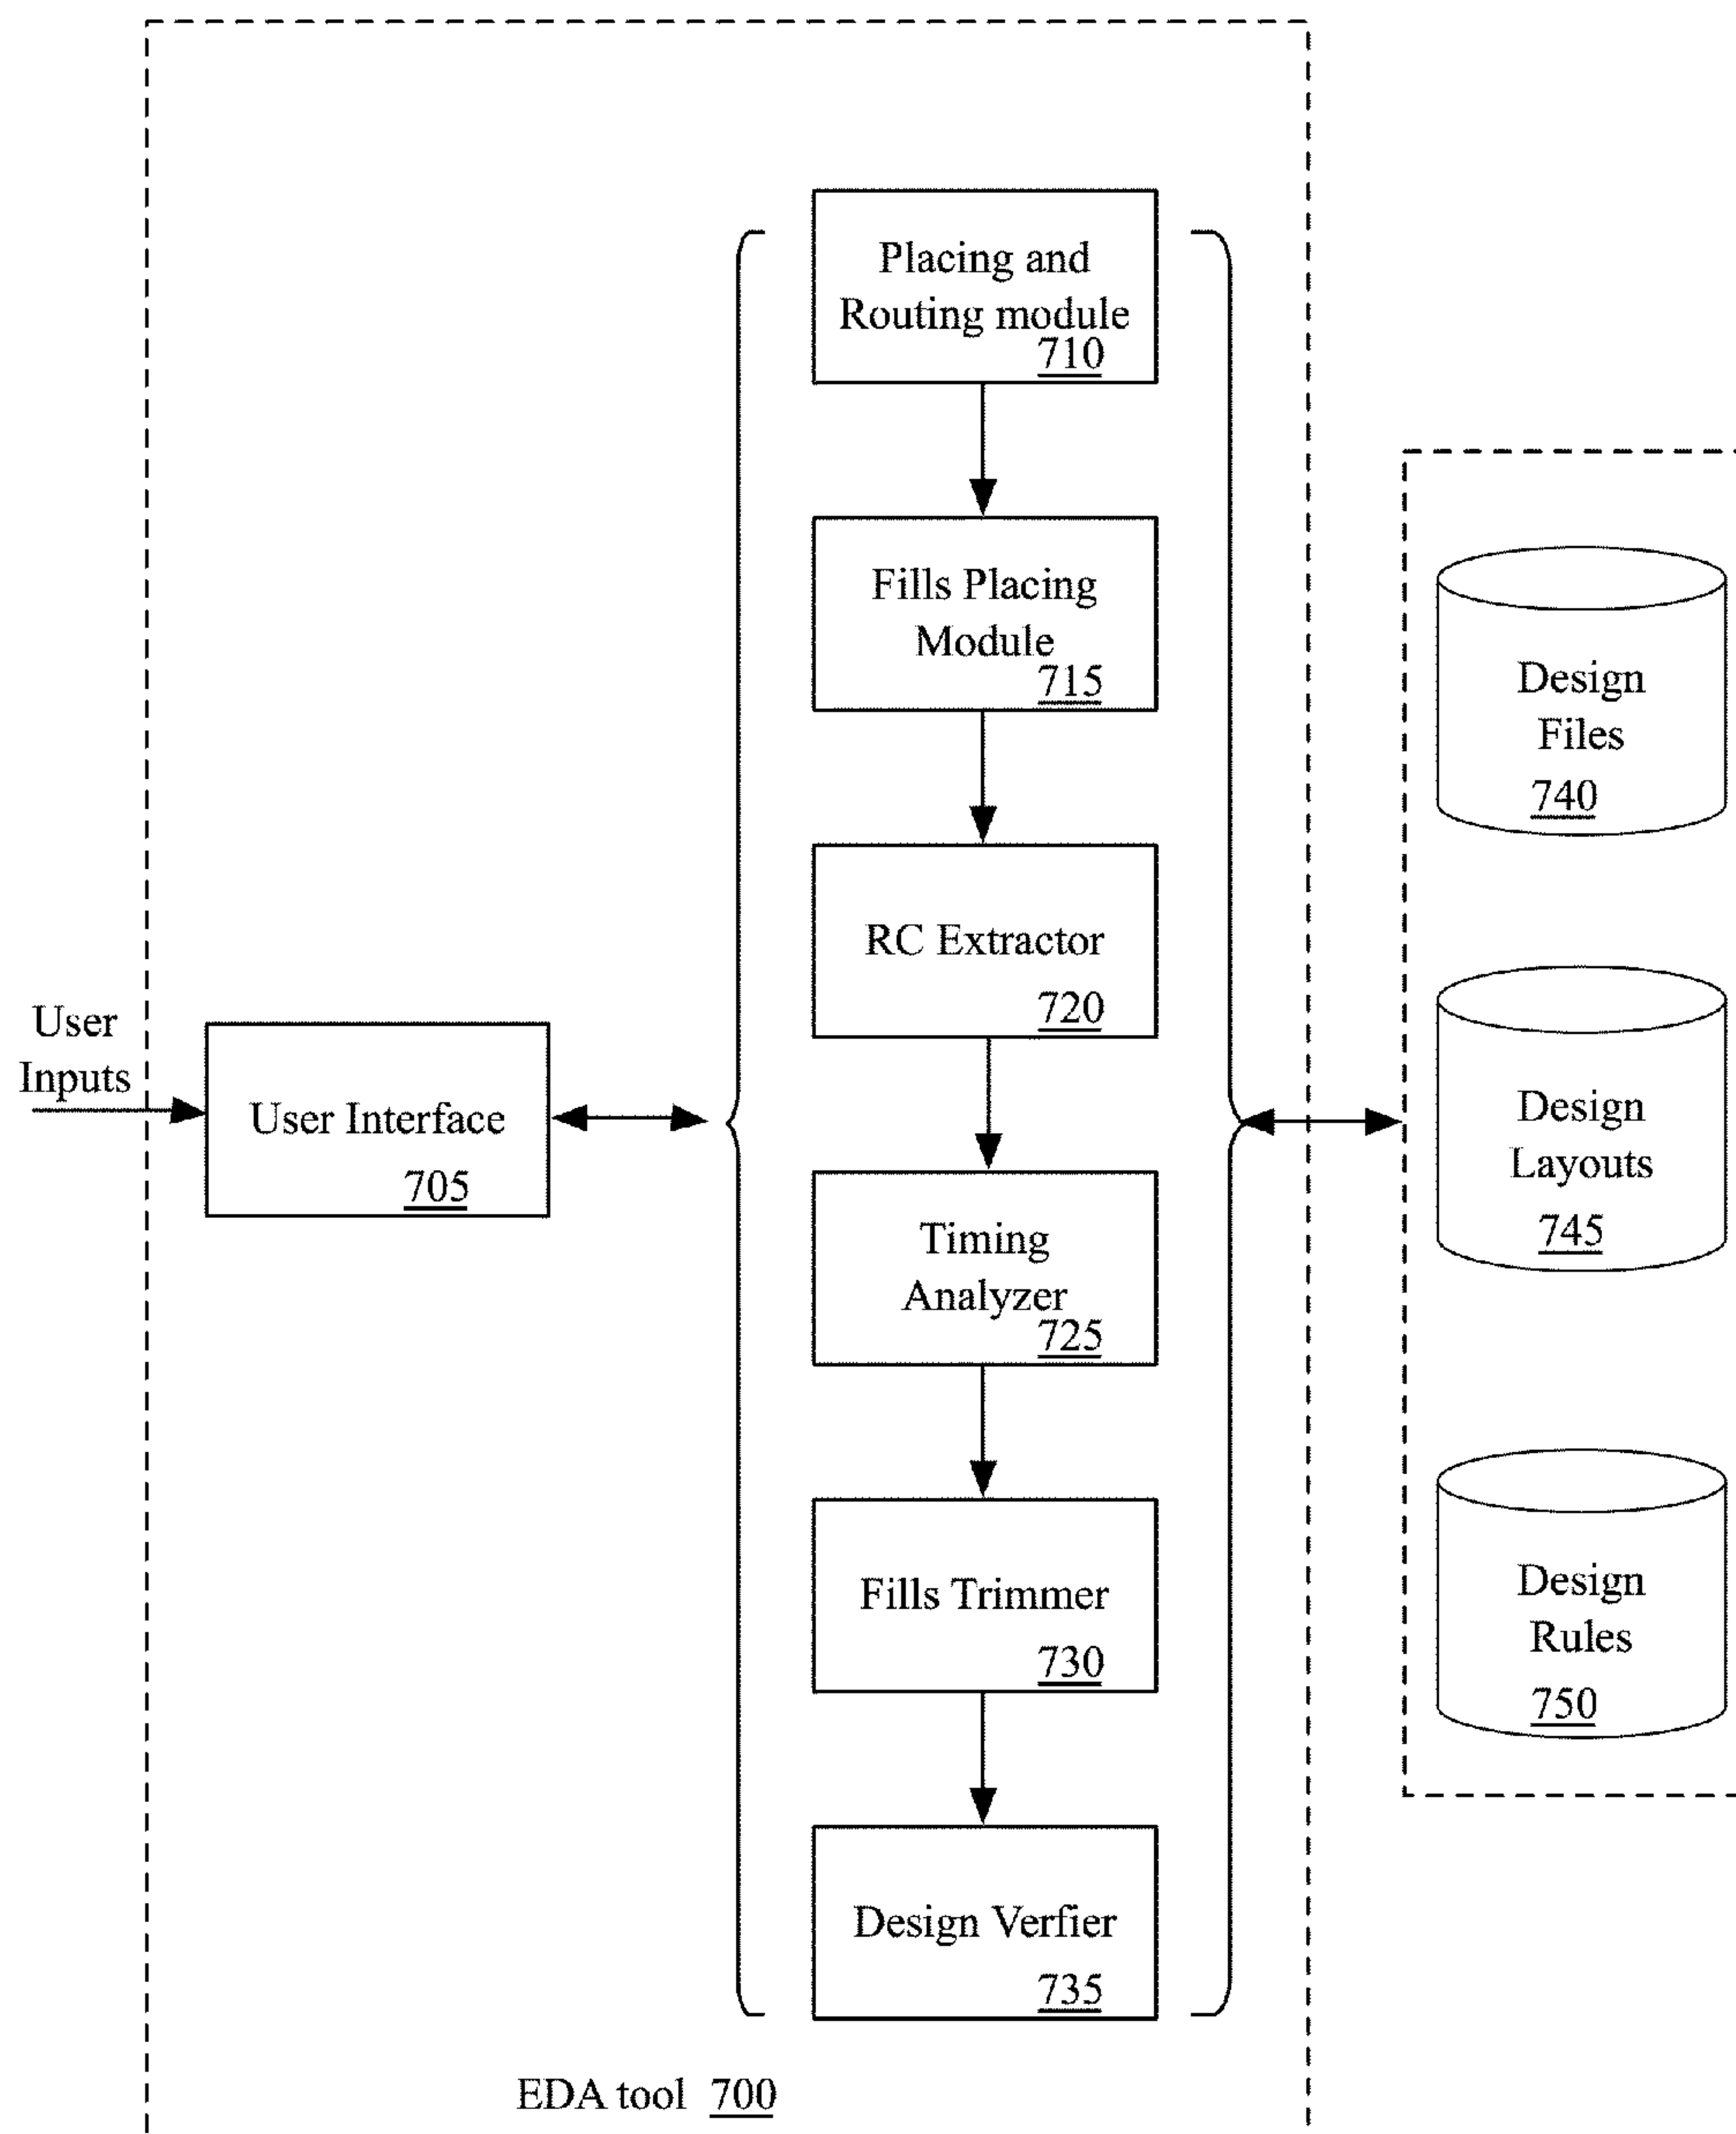 Placing and
Routing module
710
Fills Placing
Module
715
RC Extractor
720
Timing
Analyzer
725
Fills Trimmer
730
Design Verfier
735
User
Inputs
User Interface
705
Design
Files
740
Design
Layouts
745
Design
Rules
750
EDA tool 700